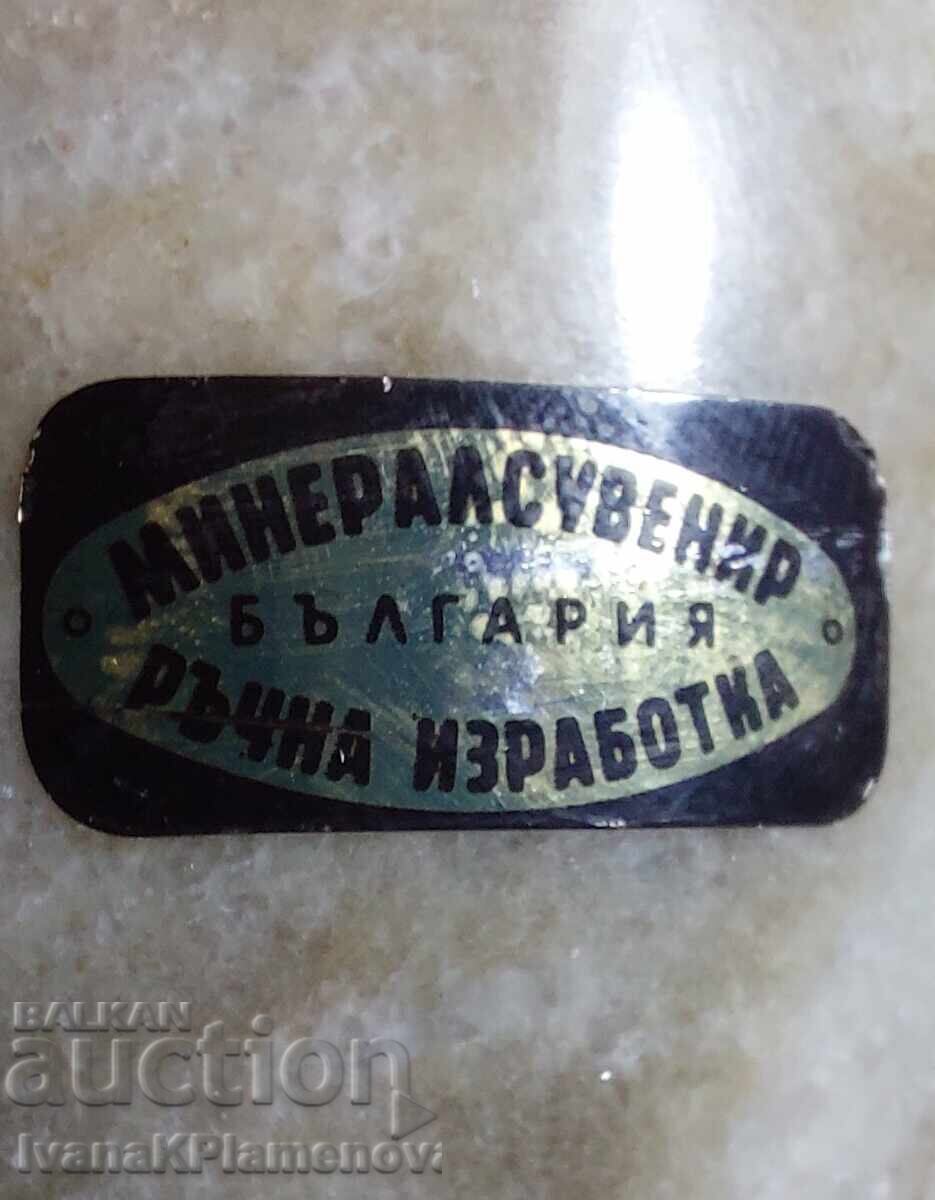 МИНЕРАЛСУВЕНИР
БЪЛГАРИЯ
РЪЧНА ИЗРАБОТКА
BALKAN
auction
IvanaKPlamenova